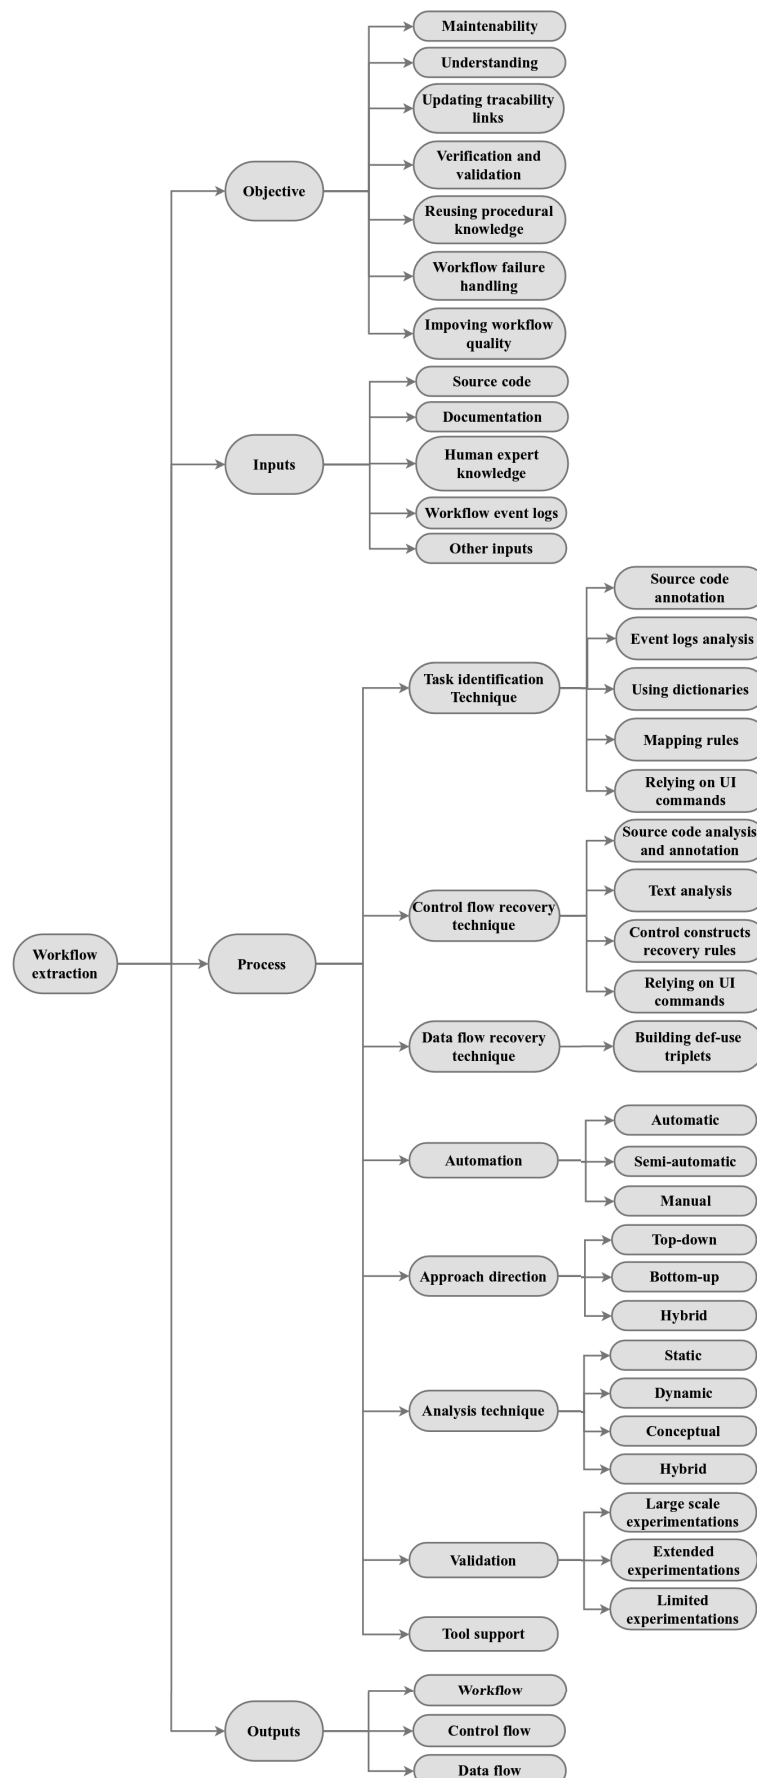 Maintenability
Understanding
Updating tracability
links
Verification and
validation
Objective
Reusing procedural
knowledge
Workflow failure
handling
Impoving workflow
quality
Source code
Documentation
Inputs
Human expert
knowledge
Workflow event logs
Other inputs
Source code
annotation
Event logs analysis
Task identification
Technique
Using dictionaries
Mapping rules
Relying on UI
commands
Source code analysis
and annotation
Text analysis
Control flow recovery
technique
Control constructs
recovery rules
Workflow
extraction
Process
Relying on UI
commands
Data flow recovery
technique
Building def-use
triplets
Automatic
Automation
Semi-automatic
Manual
Top-down
Approach direction
Bottom-up
Hybrid
Static
Dynamic
Analysis technique
Conceptual
Hybrid
Large scale
experimentations
Validation
Extended
experimentations
Limited
experimentations
Tool support
Workflow
Outputs
Control flow
Data flow